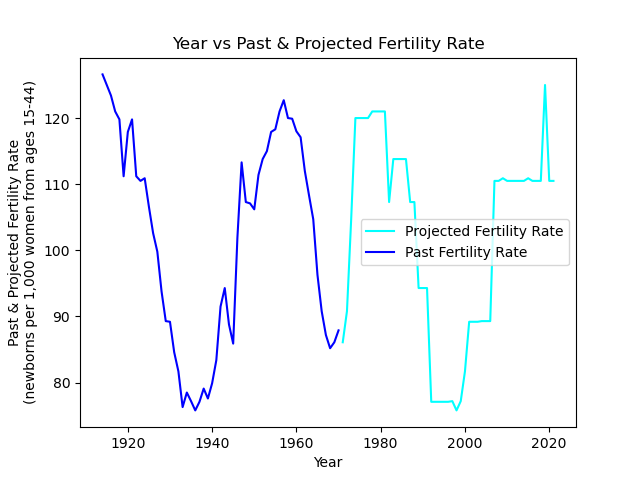 Year vs Past & Projected Fertility Rate
Past & Projected Fertility Rate
(newborns per 1,000 women from ages 15-44)
120
110
100
90
80
Projected Fertility Rate
Past Fertility Rate
1920
1940
1960
1980
2000
2020
Year